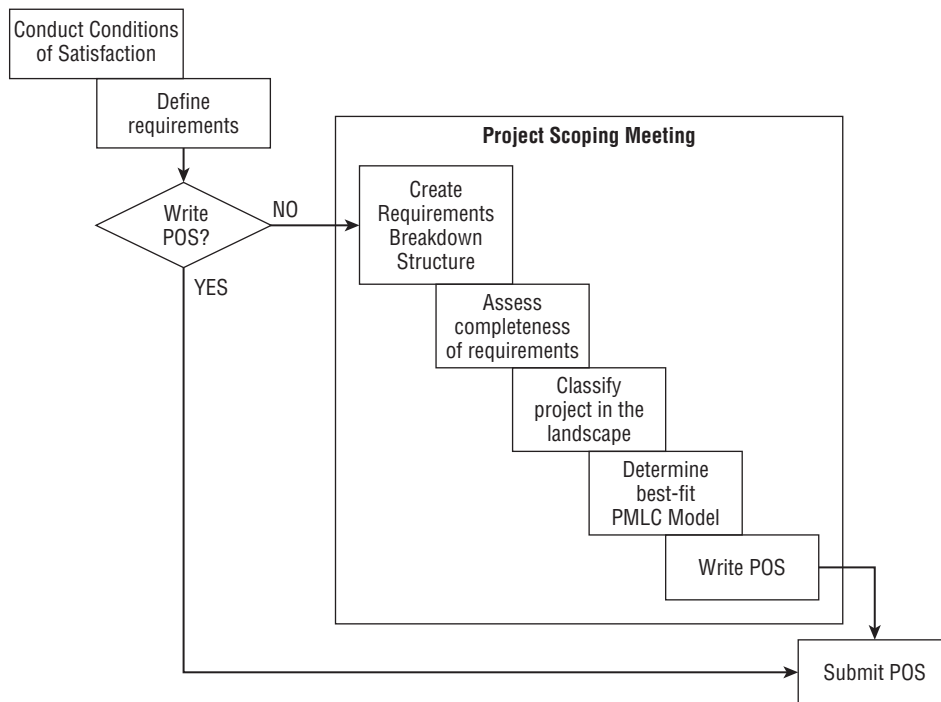 Conduct Conditions
of Satisfaction
Define
requirements
Write
POS?
NO
YES
Project Scoping Meeting
Create
Requirements
Breakdown
Structure
Assess
completeness
of requirements
Classify
project in the
landscape
Determine
best-fit
PMLC Model
Write POS
Submit POS